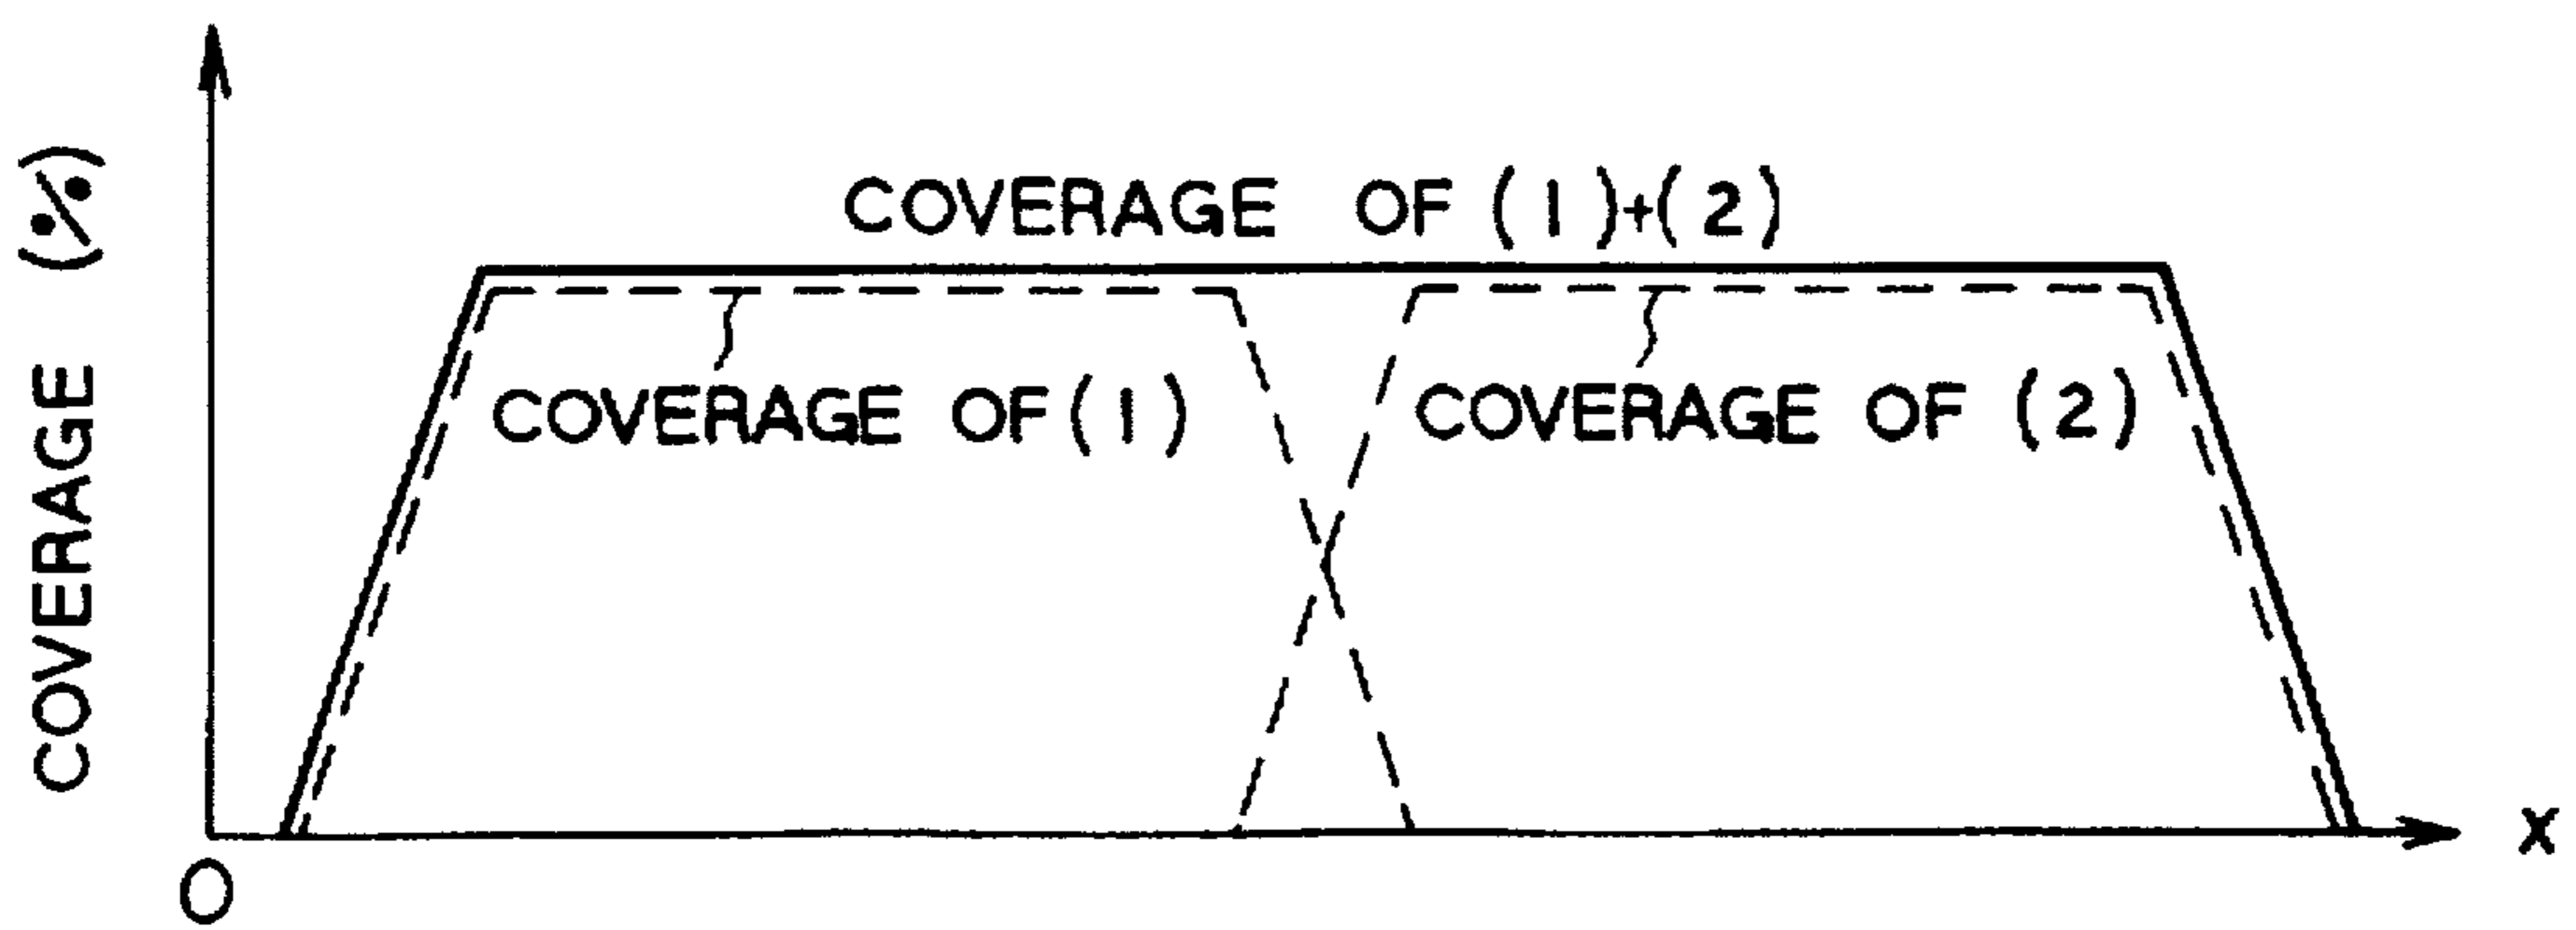 COVERAGE (%)
COVERAGE OF (1)+(2)
COVERAGE OF (1)
COVERAGE OF (2)
O
X